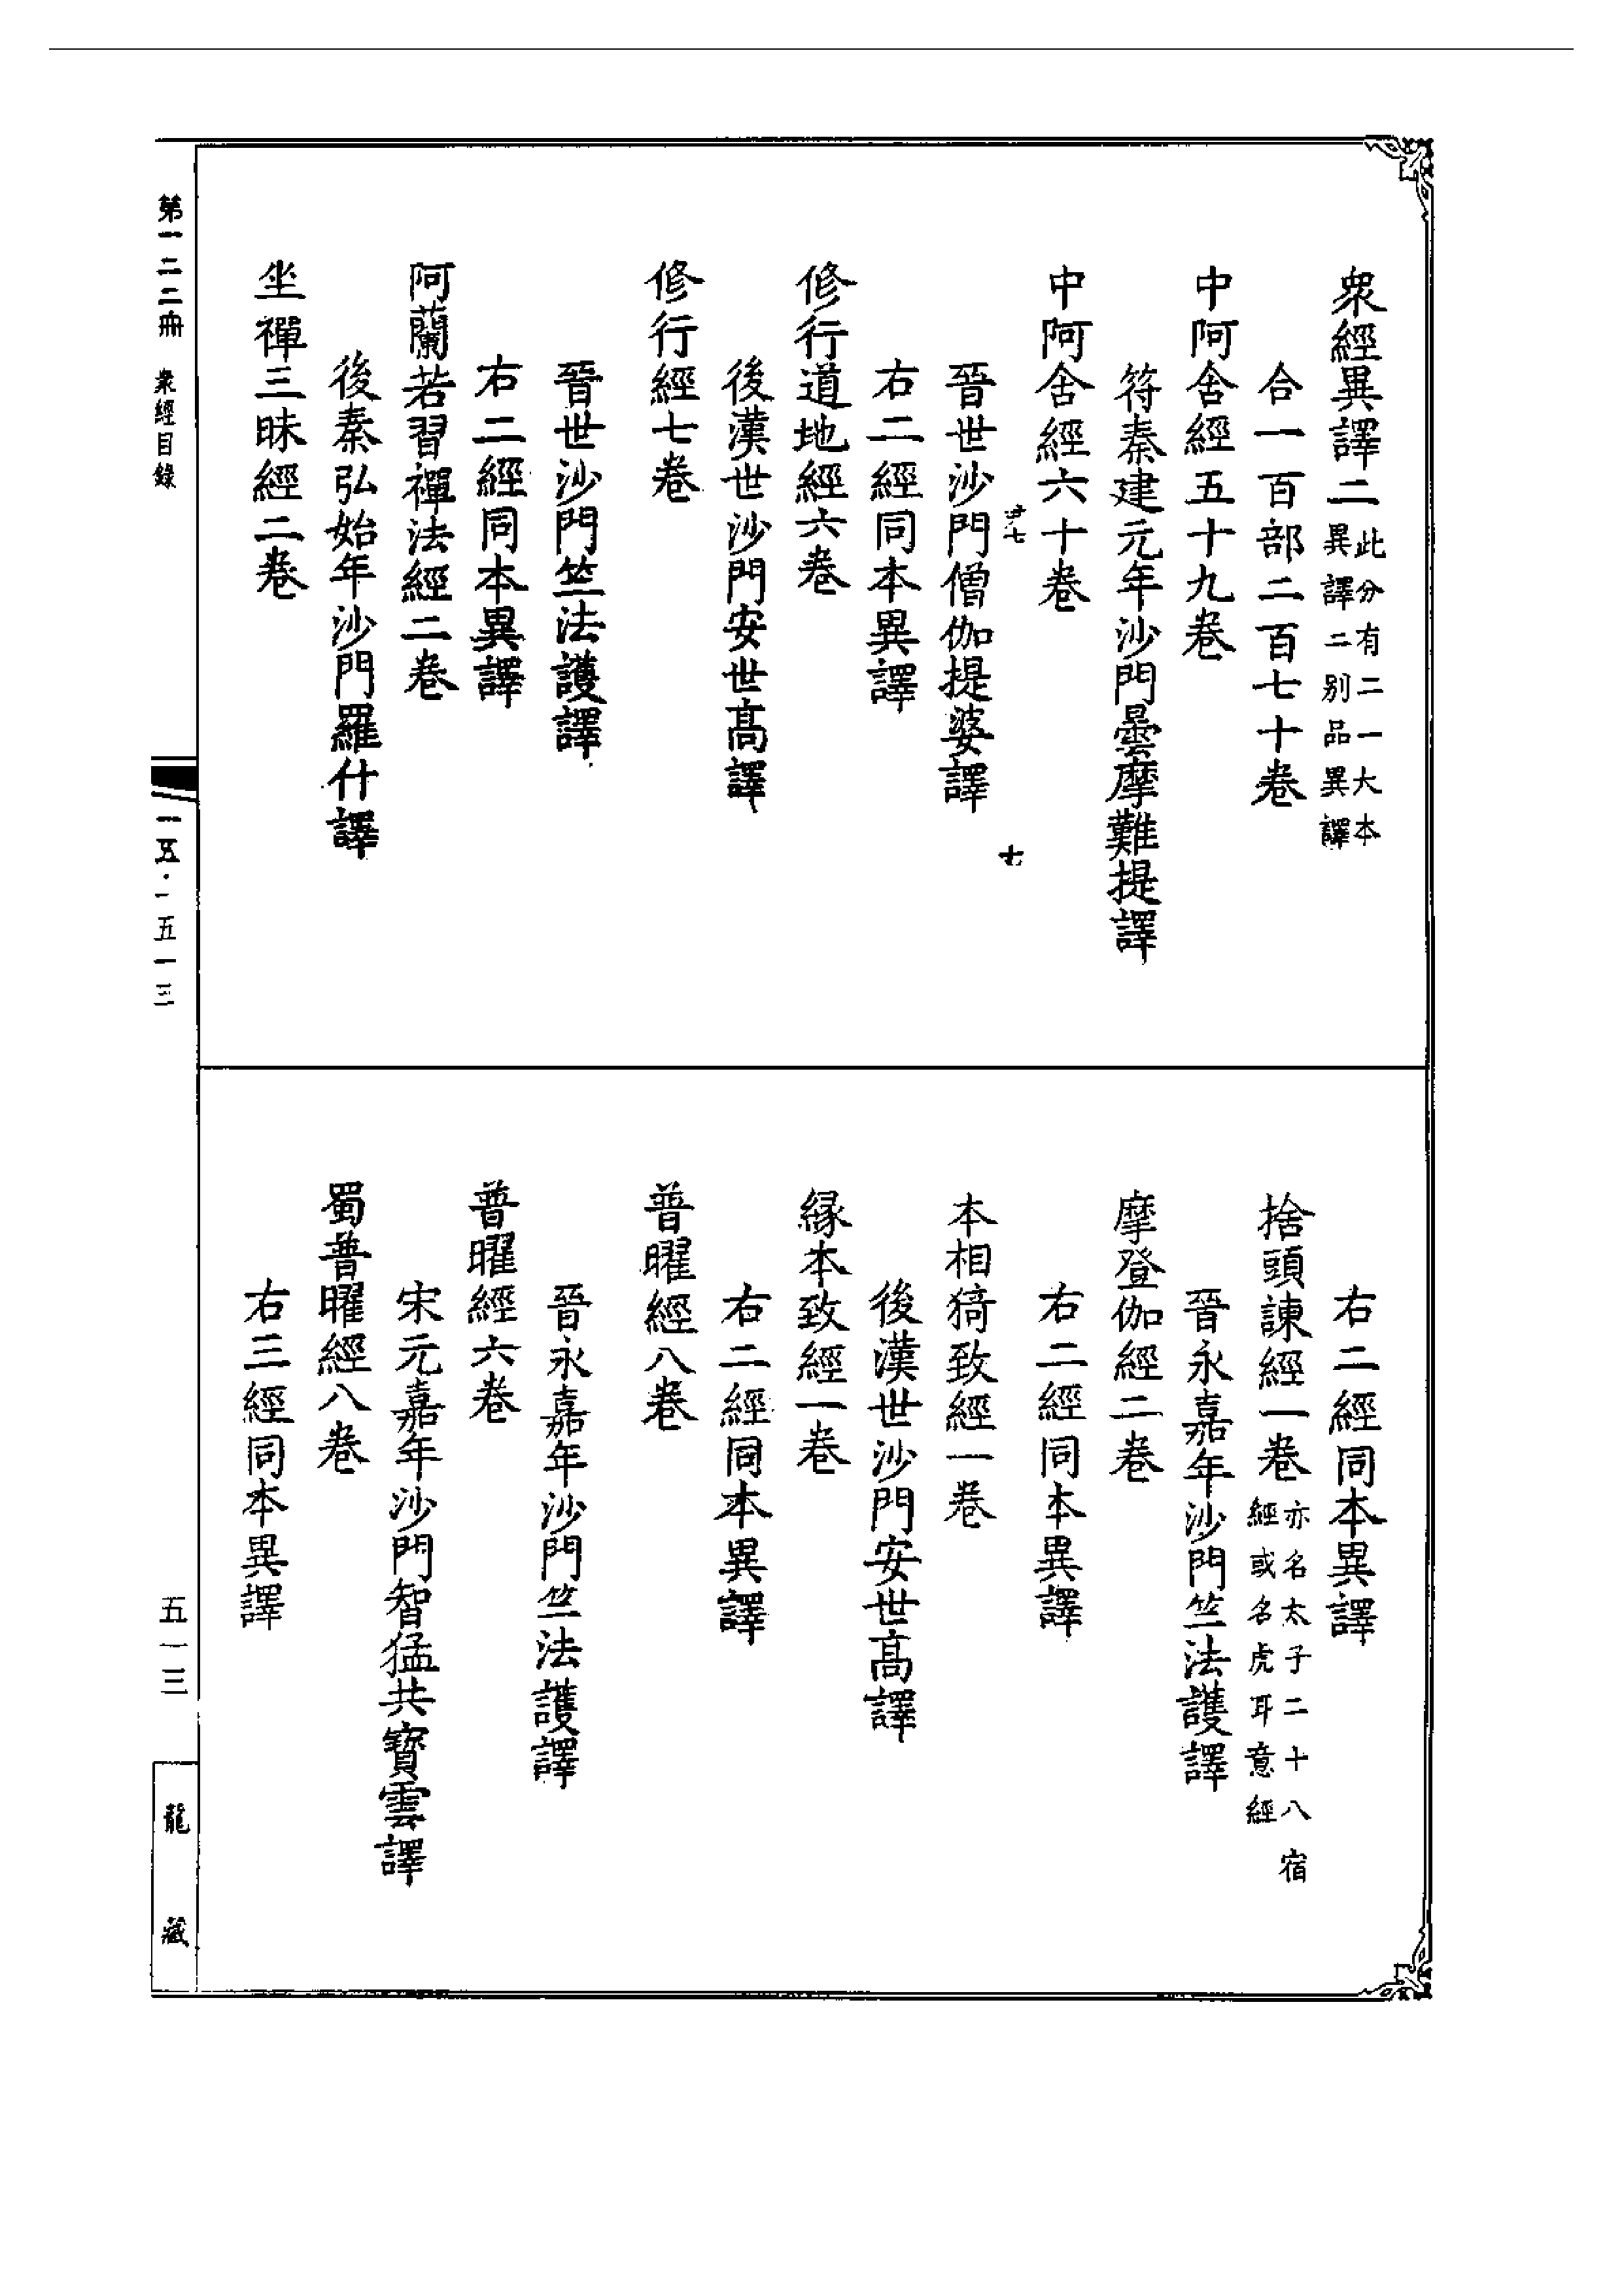 衆經異譯二此分有二一大本異譯二别品異譯
合一百部二百七十卷
中阿含經五十九卷
符秦建元年沙門曇摩難提譯
中阿含經六十卷
尹七
七
晉世沙門僧伽提婆譯
右二經同本異譯
修行道地經六卷
後漢世沙門安世高譯
修行經七卷
晉世沙門竺法護譯
右二經同本異譯
阿蘭若習禪法經二卷
後秦弘始年沙門羅什譯
坐禪三昧經二卷
右二經同本異譯
捨頭諫經一卷亦名太子二十八宿經或名虎耳意經
晉永嘉年沙門竺法護譯
摩登伽經二卷
右二經同本異譯
本相猗致經一卷
後漢世沙門安世高譯
緣本致經一卷
右二經同本異譯
普曜經八卷
晉永嘉年沙門竺法護譯
普曜經六卷
宋元嘉年沙門智猛共寶雲譯
蜀普曜經八卷
右三經同本異譯
第一二二冊 衆經目錄
一五·一五一三
五一三
龍藏